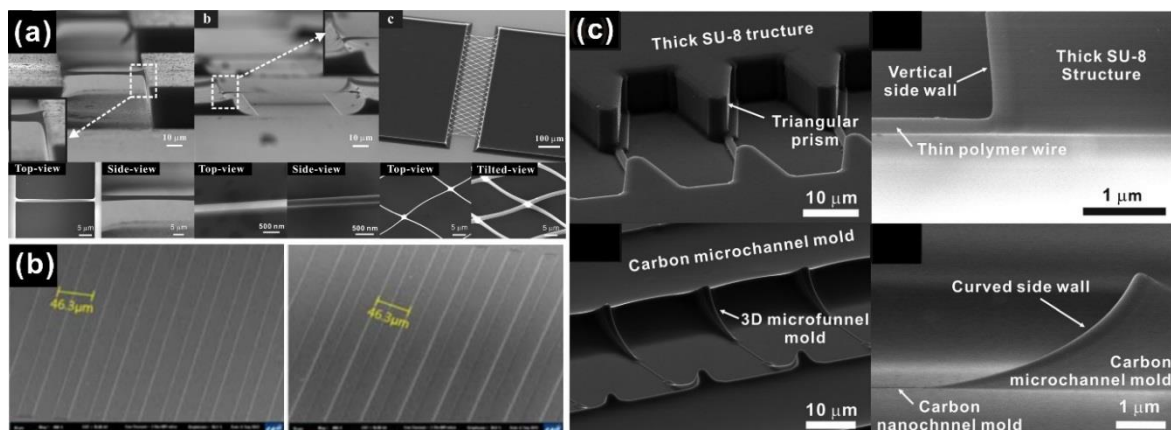 (a)
b
c
10 μm
10 μm
100 μm
Top-view
Side-view
Top-view
Side-view
Top-view
Tilted-view
5 μm
5 μm
500 nm
500 nm
5 μm
5 μm
(b)
46.3μm
46.3μm
(c)
Thick SU-8 tructure
Triangular
prism
10 μm
Vertical
side wall
Thick SU-8
Structure
Thin polymer wire
1 μm
Carbon microchannel mold
3D microfunnel
mold
10 μm
Curved side wall
Carbon
microchannel mold
Carbon
nanochnnel mold
1 μm